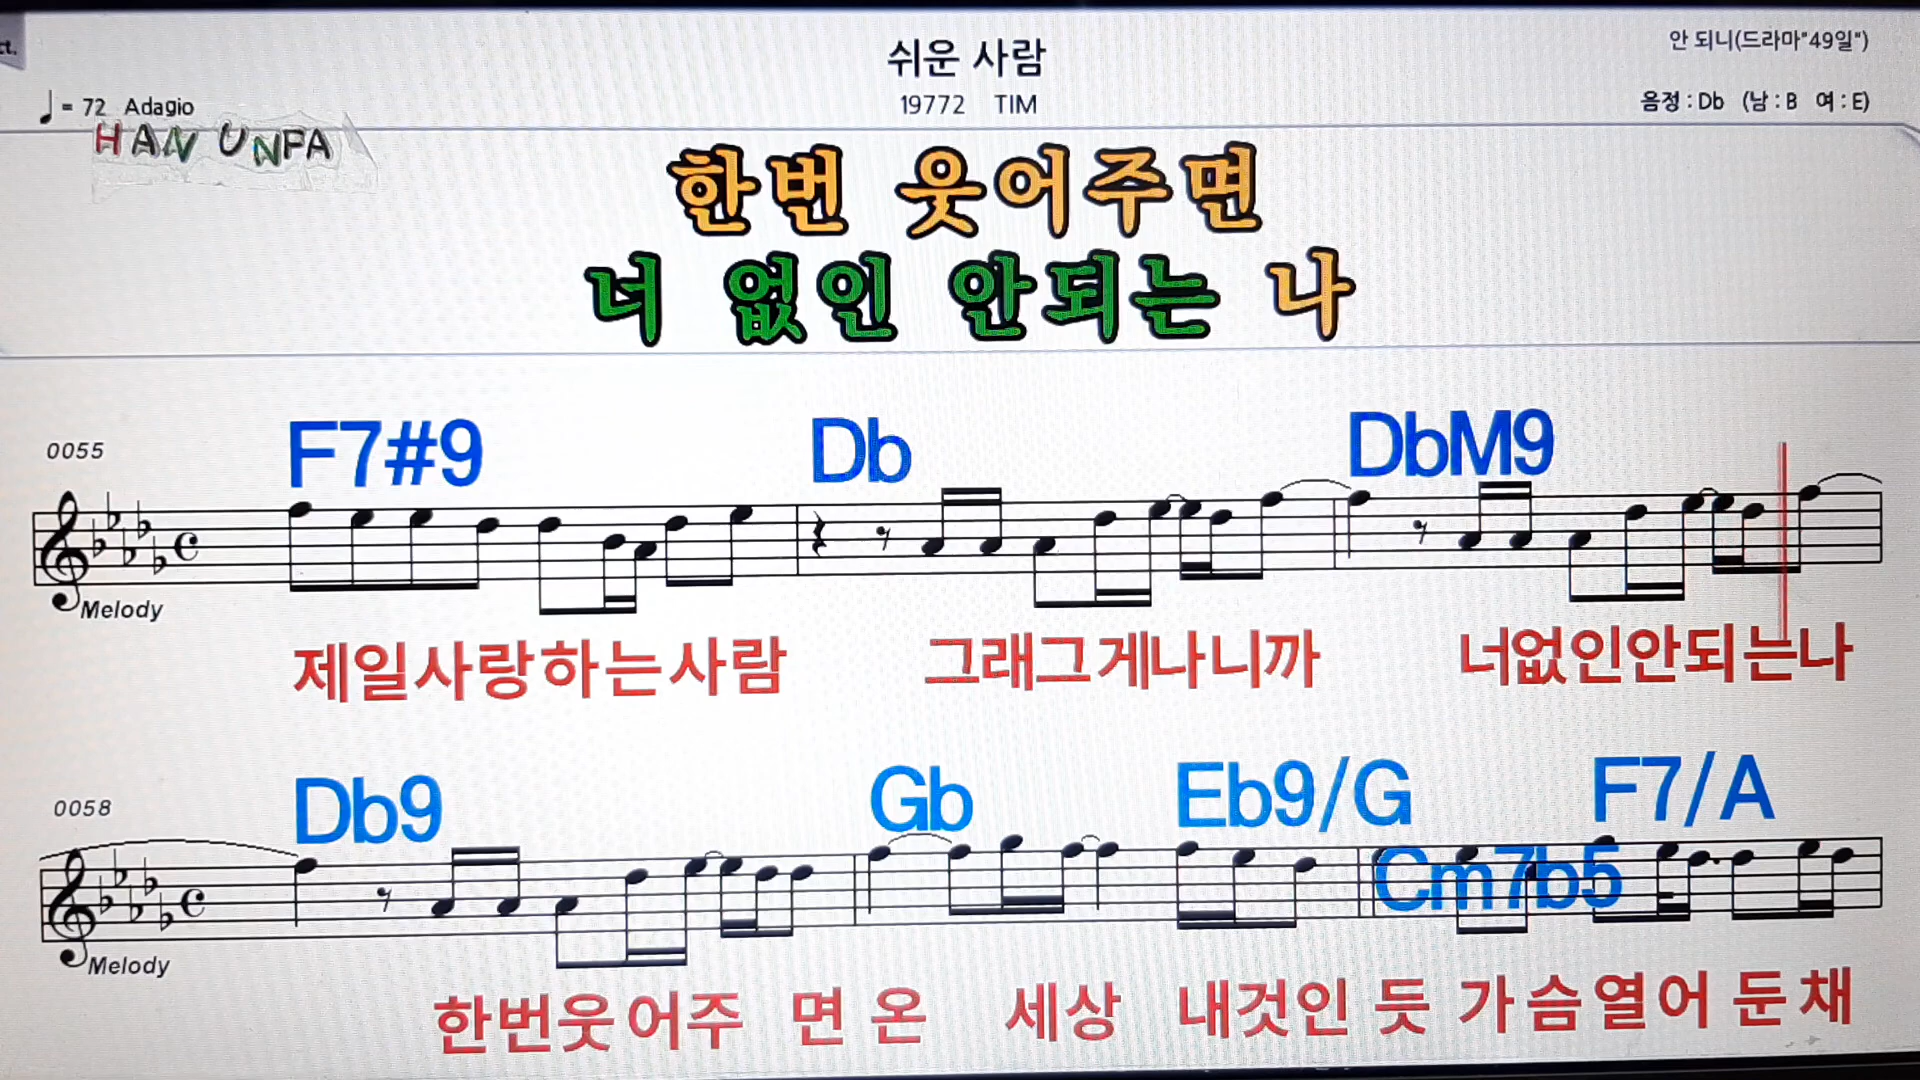 ct.
쉬운 사람
안 되니(드라마"49일")
♩ = 72 Adagio
19772 TIM
음정 : Db (남 : B 여 : E)
HAN UNPA
한번 웃어주면
너 없인 안되는 나
0055
F7#9 Db DbM9
Melody
제일사랑하는사람 그래그게나니까 너없인안되는나
0058
Db9 Gb Eb9/G Cm7b5 F7/A
Melody
한번웃어주 면 온 세상 내것인 듯 가슴열어 둔채